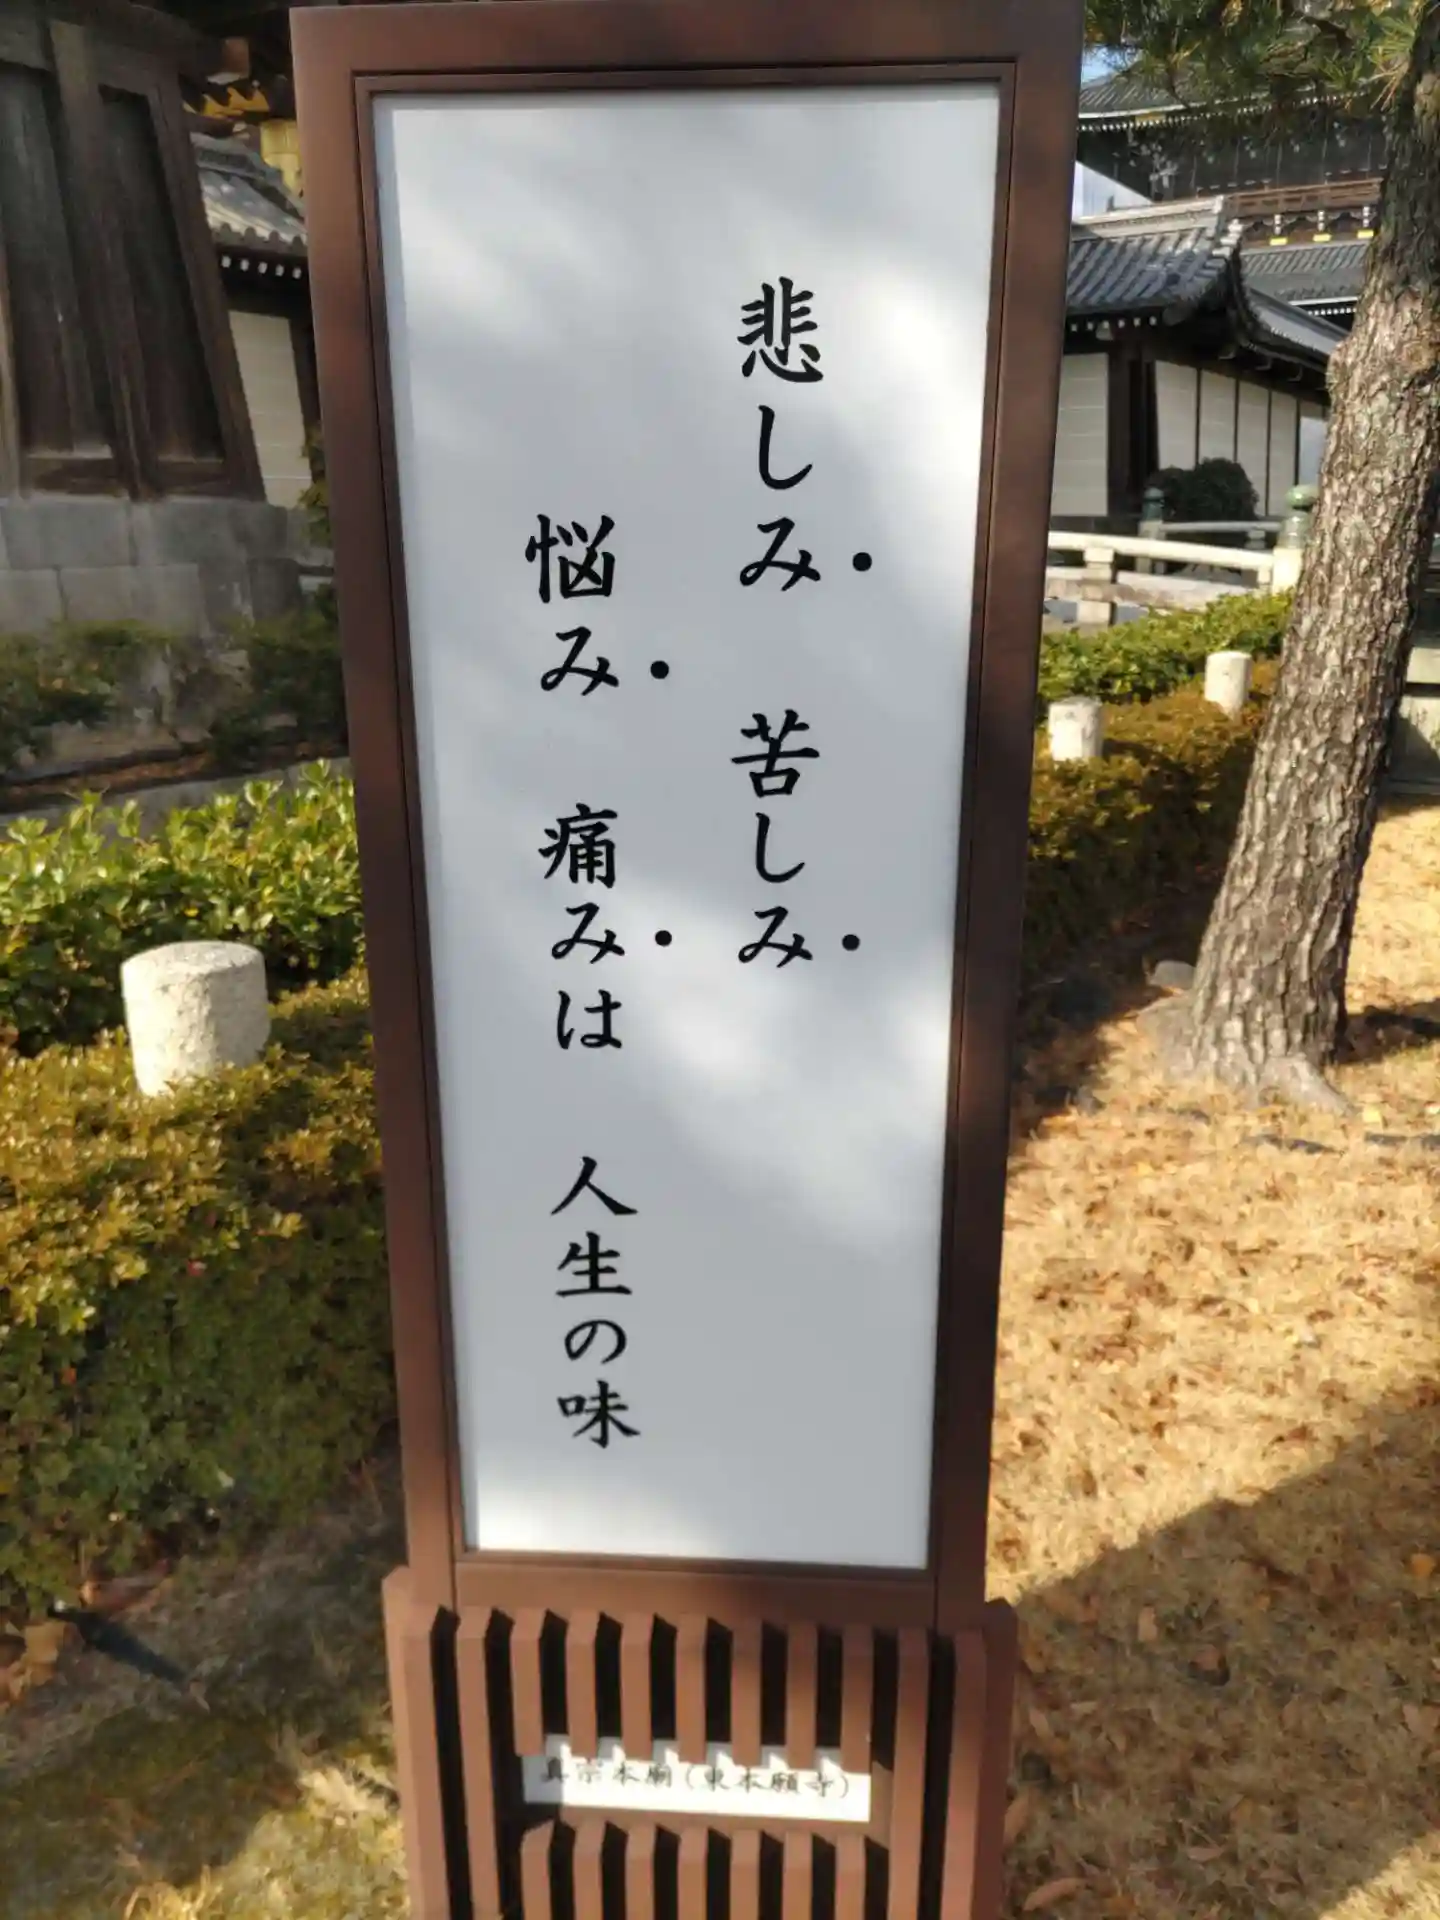 悲しみ 苦しみ
悩み 痛みは 人生の味
真宗本廟(東本願寺)